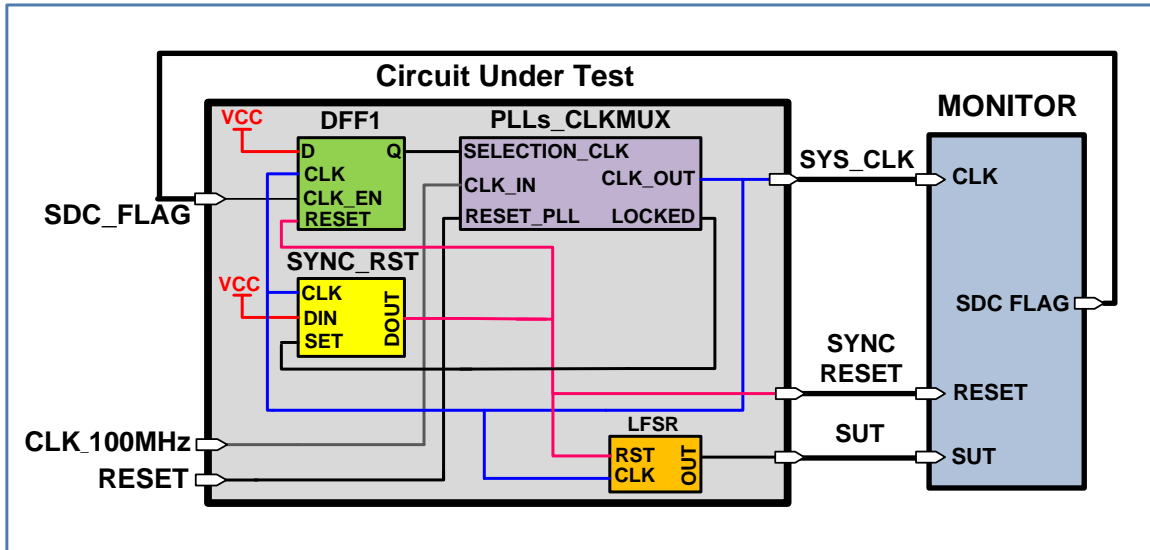 Circuit Under Test
MONITOR
VCC
DFF1
D
Q
CLK
CLK_EN
RESET
PLLs_CLKMUX
SELECTION_CLK
CLK_IN
CLK_OUT
RESET_PLL
LOCKED
SYS_CLK
CLK
SDC_FLAG
SYNC_RST
VCC
CLK
DIN
SET
DOUT
SDC FLAG
SYNC
RESET
RESET
CLK_100MHz
RESET
LFSR
RST
CLK
OUT
SUT
SUT